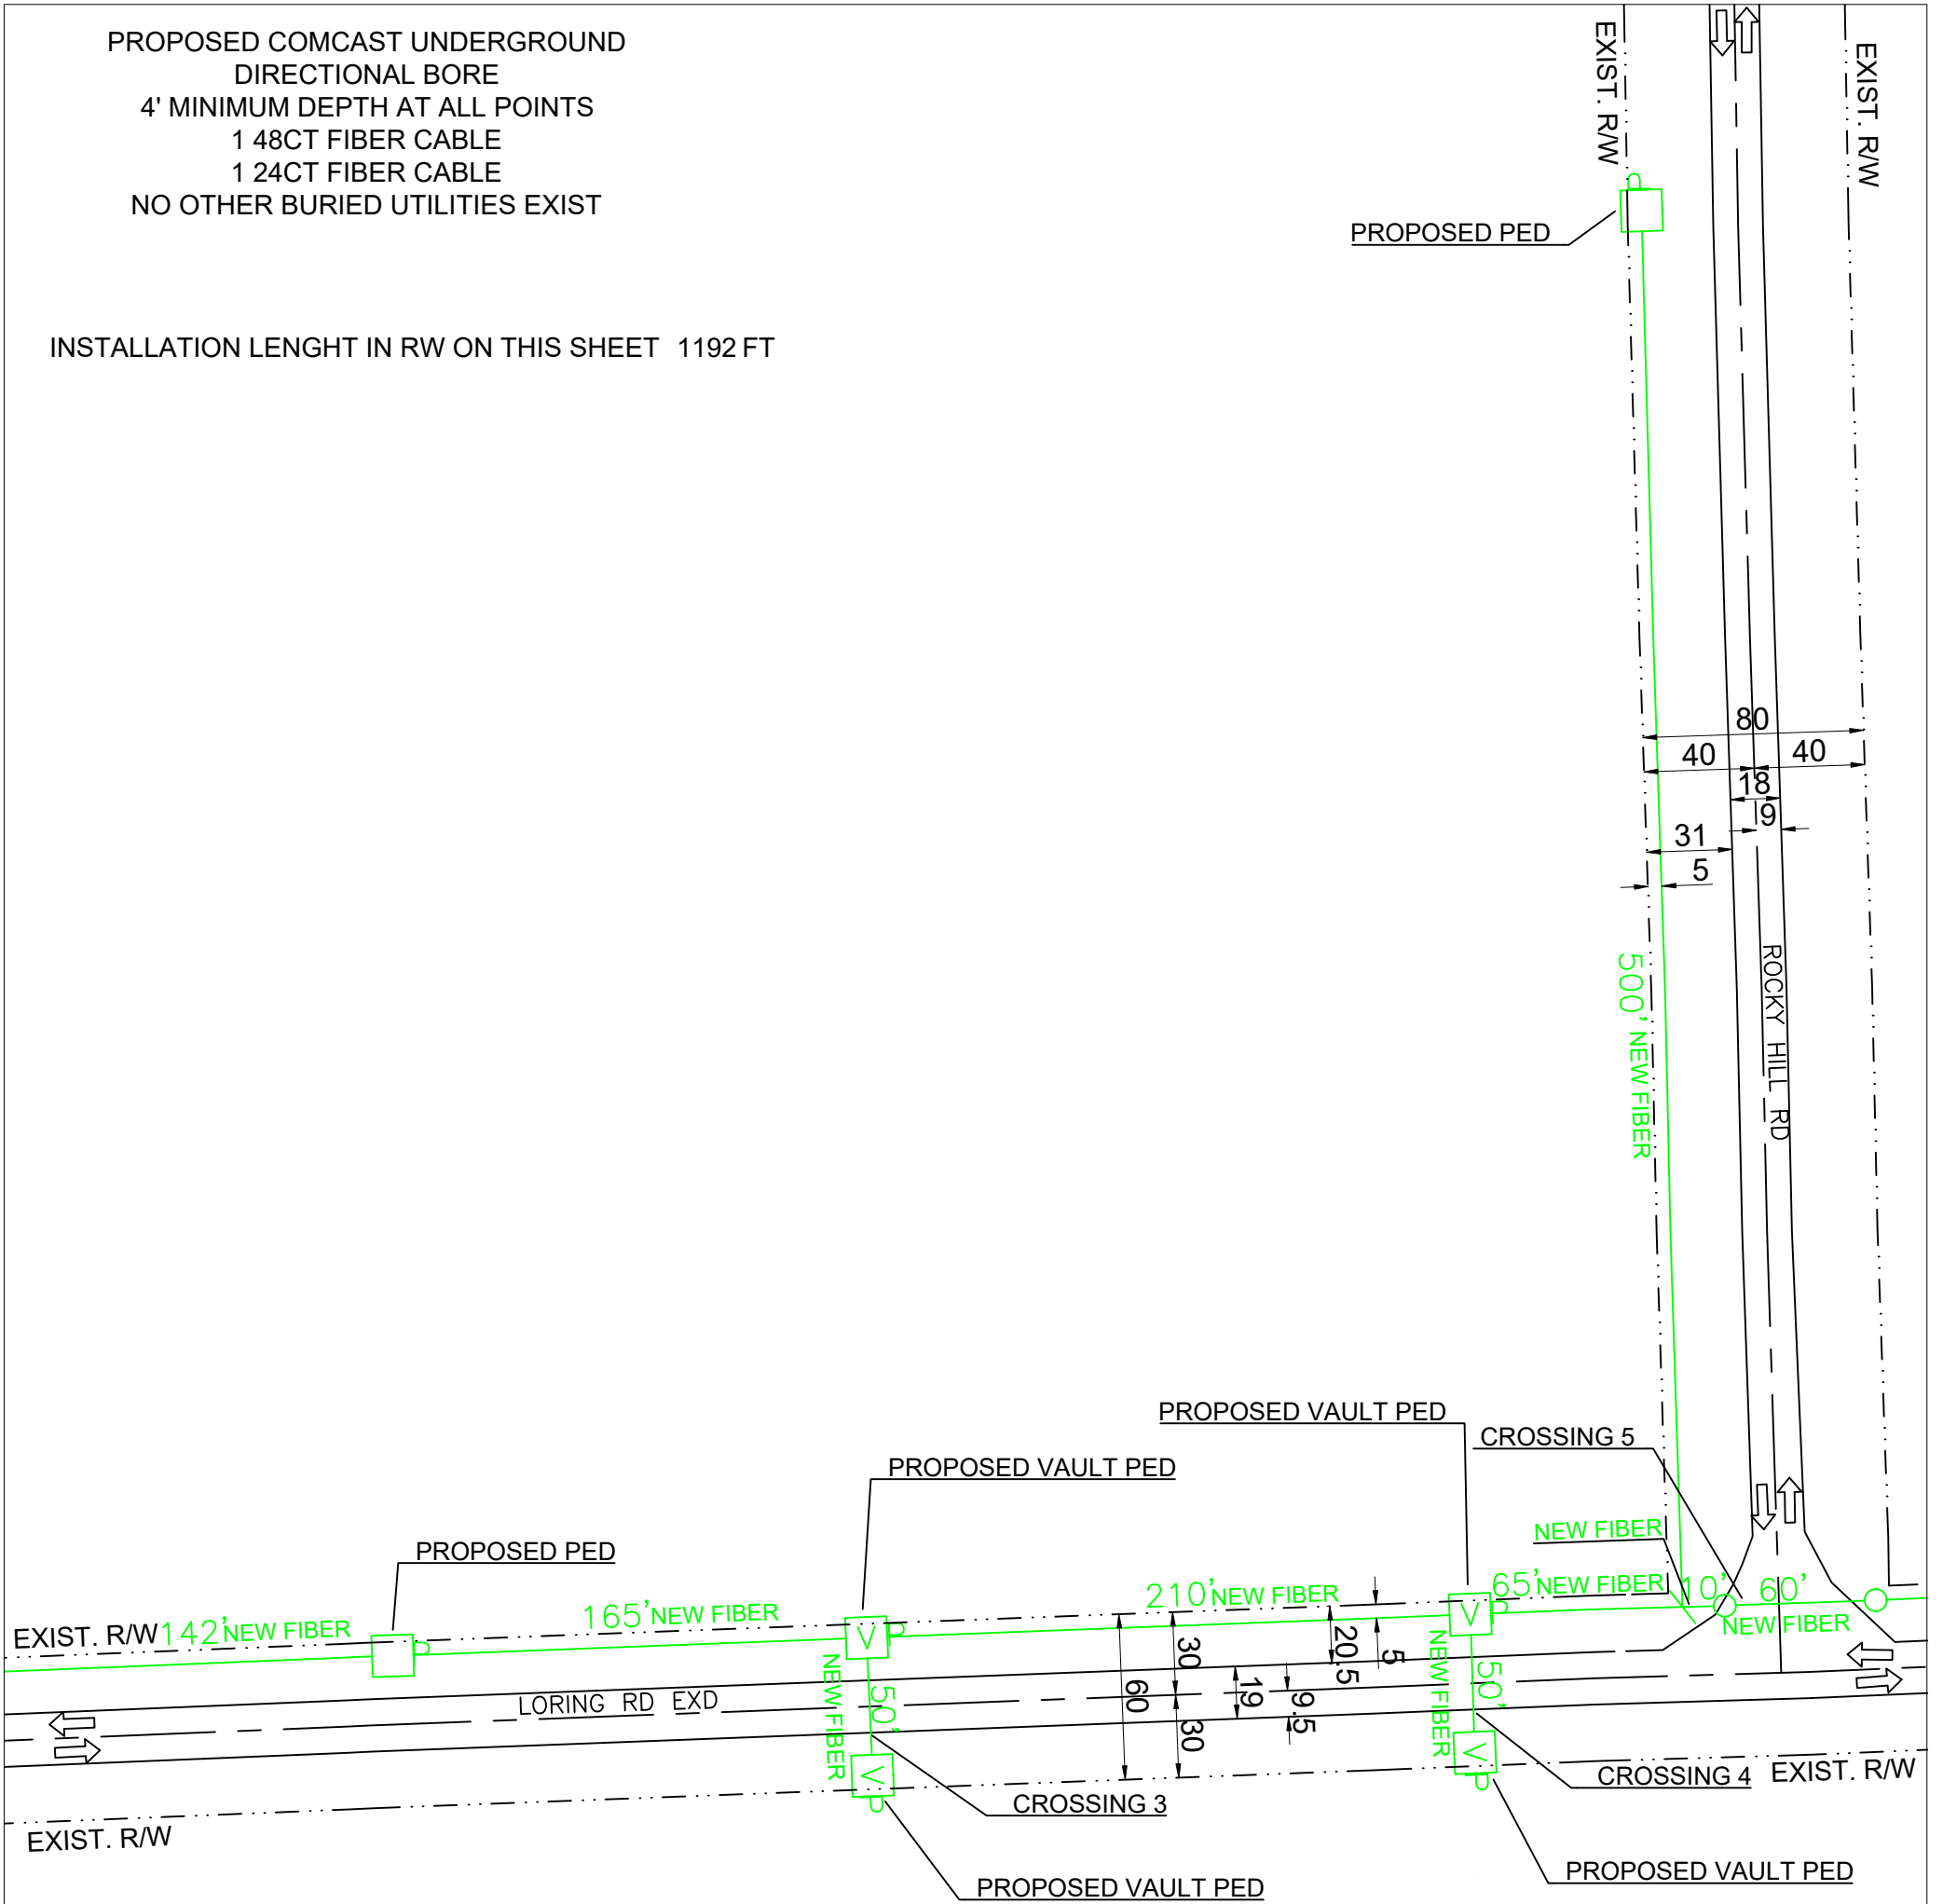 PROPOSED COMCAST UNDERGROUND
DIRECTIONAL BORE
4' MINIMUM DEPTH AT ALL POINTS
1 48CT FIBER CABLE
1 24CT FIBER CABLE
NO OTHER BURIED UTILITIES EXIST
INSTALLATION LENGHT IN RW ON THIS SHEET 1192 FT
EXIST. R/W
EXIST. R/W
PROPOSED PED
80
40
40
18
9
31
5
500' NEW FIBER
ROCKY HILL RD
PROPOSED VAULT PED
CROSSING 5
PROPOSED VAULT PED
NEW FIBER
PROPOSED PED
EXIST. R/W
142' NEW FIBER
165' NEW FIBER
210' NEW FIBER
65' NEW FIBER
10'
60'
NEW FIBER
LORING RD EXD
NEW FIBER
50'
60
30
30
19
9.5
20.5
5
NEW FIBER
50'
V
V
V
V
CROSSING 3
CROSSING 4
EXIST. R/W
EXIST. R/W
PROPOSED VAULT PED
PROPOSED VAULT PED